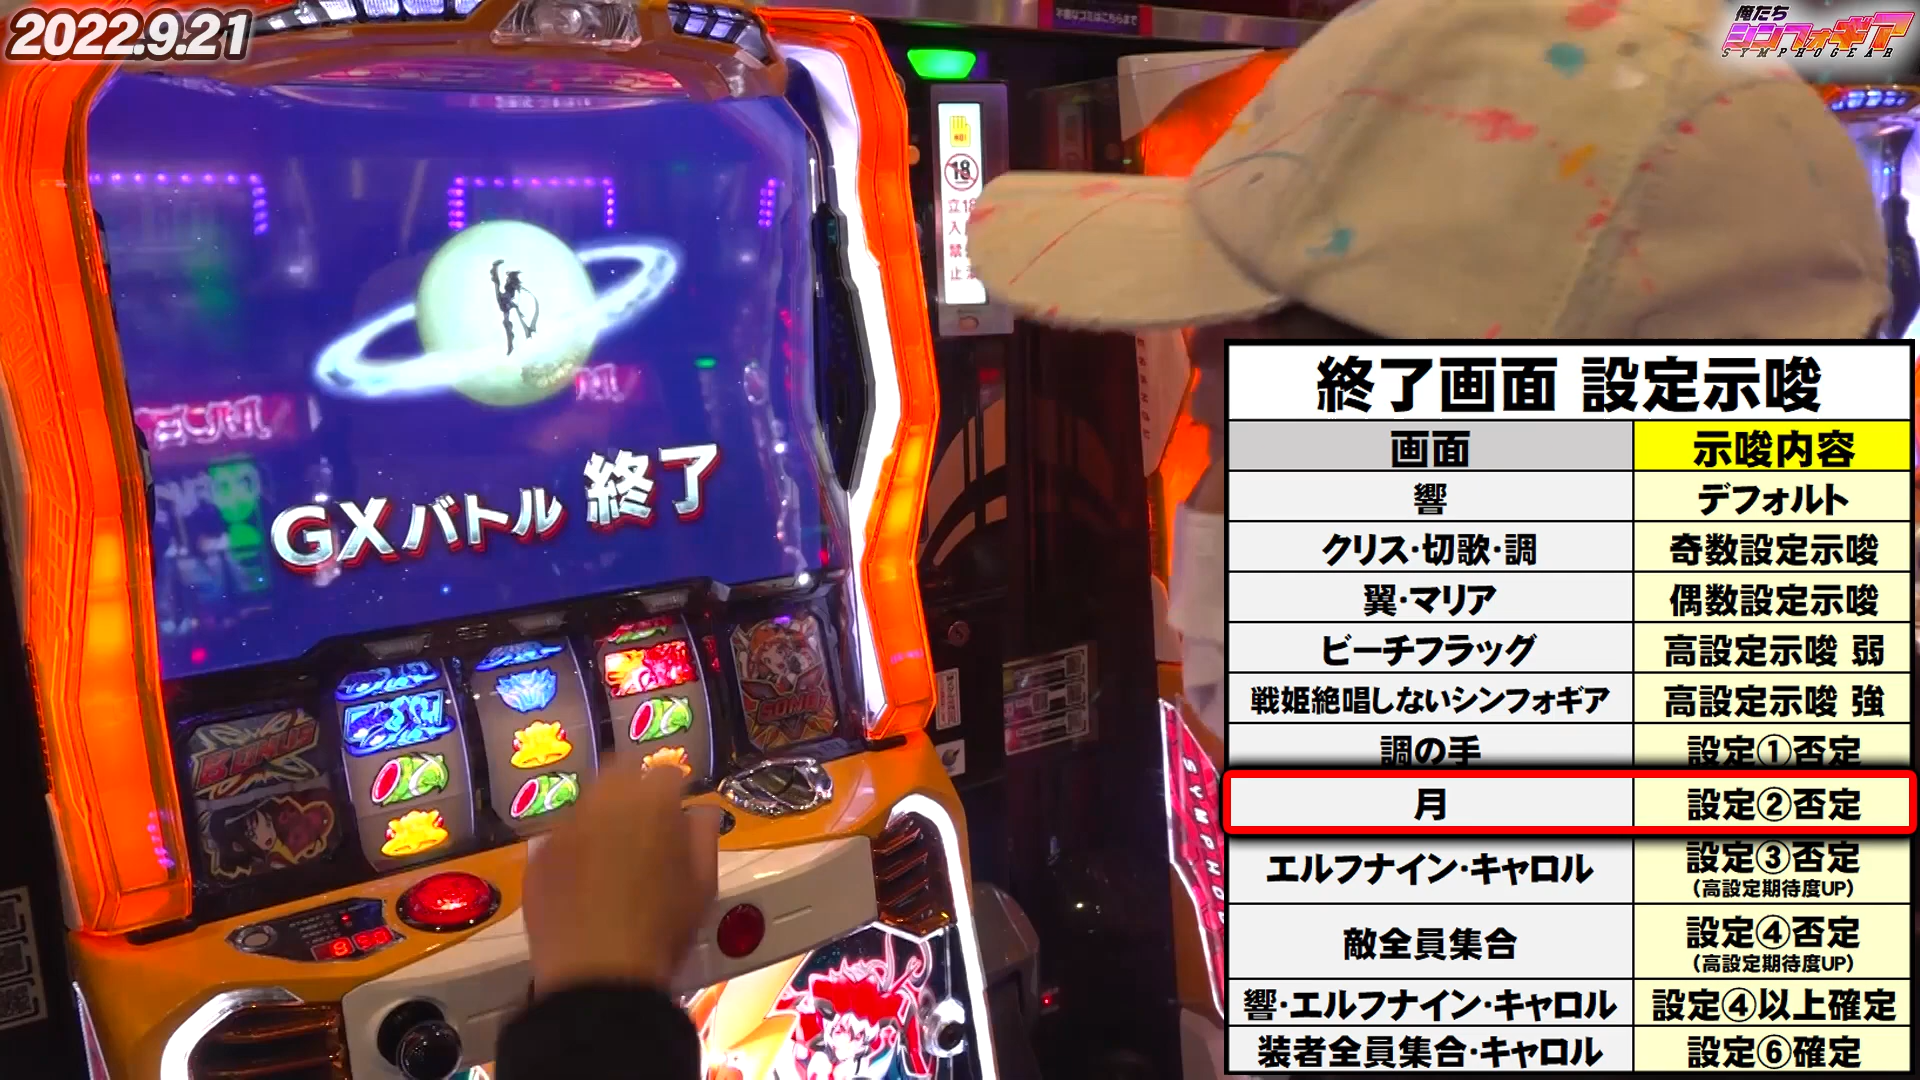 2022.9.21
俺たち
シンフォギア
SYMPHOGEAR
18
立18
入
禁
止
GXバトル 終了
BONUS
終了画面 設定示唆
画面 示唆内容
響 デフォルト
クリス・切歌・調 奇数設定示唆
翼・マリア 偶数設定示唆
ビーチフラッグ 高設定示唆 弱
戦姫絶唱しないシンフォギア 高設定示唆 強
調の手 設定①否定
月 設定②否定
エルフナイン・キャロル 設定③否定
(高設定期待度UP)
敵全員集合 設定④否定
(高設定期待度UP)
響・エルフナイン・キャロル 設定④以上確定
装者全員集合・キャロル 設定⑥確定